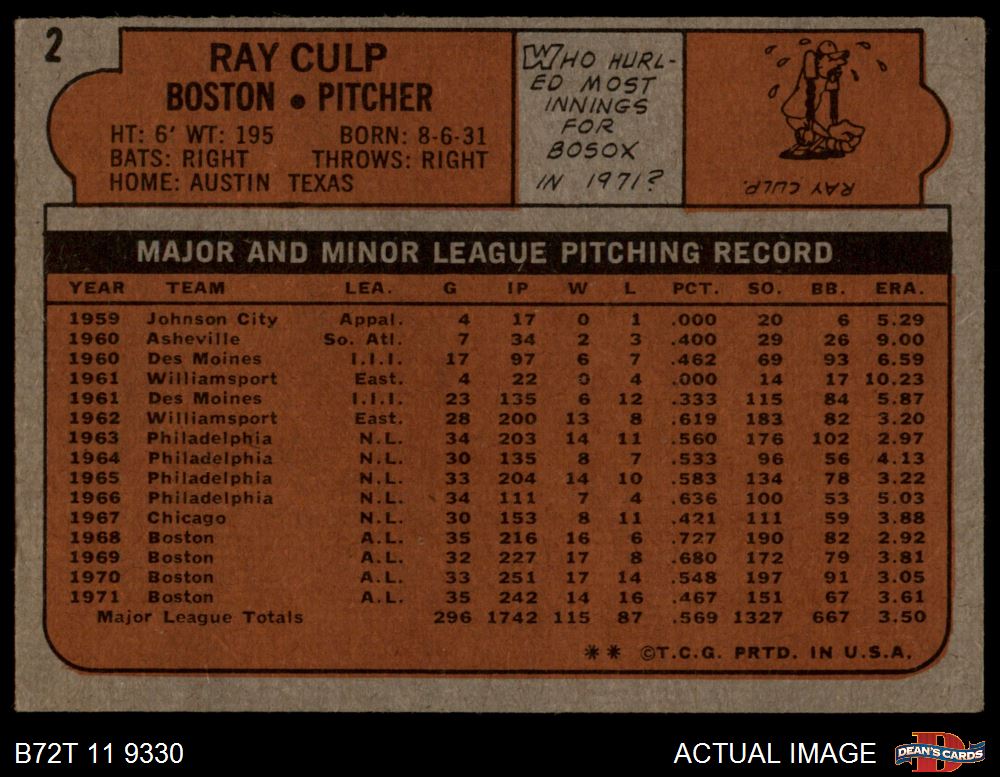 2
RAY CULP
BOSTON • PITCHER
HT: 6' WT: 195 BORN: 8-6-31
BATS: RIGHT THROWS: RIGHT
HOME: AUSTIN TEXAS
WHO HURL-
ED MOST
INNINGS
FOR
BOSOX
IN 1971?
RAY CULP.
MAJOR AND MINOR LEAGUE PITCHING RECORD
YEAR TEAM LEA. G IP W L PCT. SO. BB. ERA.
1959 Johnson City Appal. 4 17 0 1 .000 20 6 5.29
1960 Asheville So. Atl. 7 34 2 3 .400 29 26 9.00
1960 Des Moines I.I.I. 17 97 6 7 .462 69 93 6.59
1961 Williamsport East. 4 22 0 4 .000 14 17 10.23
1961 Des Moines I.I.I. 23 135 6 12 .333 115 84 5.87
1962 Williamsport East. 28 200 13 8 .619 183 82 3.20
1963 Philadelphia N.L. 34 203 14 11 .560 176 102 2.97
1964 Philadelphia N.L. 30 135 8 7 .533 96 56 4.13
1965 Philadelphia N.L. 33 204 14 10 .583 134 78 3.22
1966 Philadelphia N.L. 34 111 7 4 .636 100 53 5.03
1967 Chicago N.L. 30 153 8 11 .421 111 59 3.88
1968 Boston A.L. 35 216 16 6 .727 190 82 2.92
1969 Boston A.L. 32 227 17 8 .680 172 79 3.81
1970 Boston A.L. 33 251 17 14 .548 197 91 3.05
1971 Boston A.L. 35 242 14 16 .467 151 67 3.61
Major League Totals 296 1742 115 87 .569 1327 667 3.50
** ©T.C.G. PRTD. IN U.S.A.
B72T 11 9330
ACTUAL IMAGE
D
DEAN'S CARDS